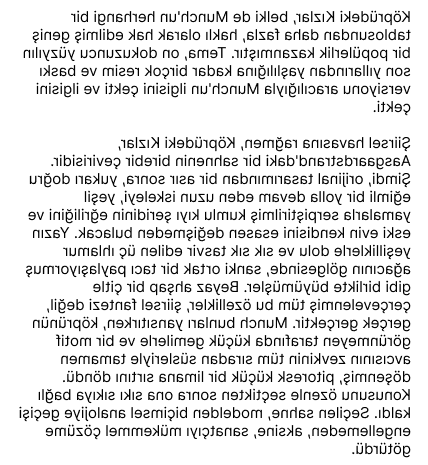 Köprüdeki Kızlar, belki de Munch'un herhangi bir
tablosundan daha fazla, haklı olarak hak edilmiş geniş
bir popülerlik kazanmıştır. Tema, on dokuzuncu yüzyılın
son yıllarından yaşlılığına kadar birçok resim ve baskı
versiyonu aracılığıyla Munch'un ilgisini çekti ve ilgisini
çekti.
Şiirsel havasına rağmen, Köprüdeki Kızlar,
Aasgaardstrand'daki bir sahnenin birebir çevirisidir.
Şimdi, orijinal tasarımından bir asır sonra, yukarı doğru
eğimli bir yolla devam eden uzun iskeleyi, yeşil
yamalarla serpiştirilmiş kumlu kıyı şeridinin eğriliğini ve
eski evin kendisini esasen değişmeden bulacak. Yazın
yeşilliklerle dolu ve sık sık tasvir edilen üç ıhlamur
ağacının gölgesinde, sanki ortak bir tacı paylaşıyormuş
gibi birlikte büyümüşler. Beyaz ahşap bir çitle
çerçevelenmiş tüm bu özellikler, şiirsel fantezi değil,
gerçek gerçektir. Munch bunları yansıtırken, köprünün
görünmeyen tarafında küçük gemilerle ve bir motif
avcısının zevkinin tüm sıradan süsleriyle tamamen
döşenmiş, pitoresk küçük bir limana sırtını döndü.
Konusunu özenle seçtikten sonra ona sıkı sıkıya bağlı
kaldı. Seçilen sahne, modelden biçimsel analojiye geçişi
engellemeden, aksine, sanatçıyı mükemmel çözüme
götürdü.